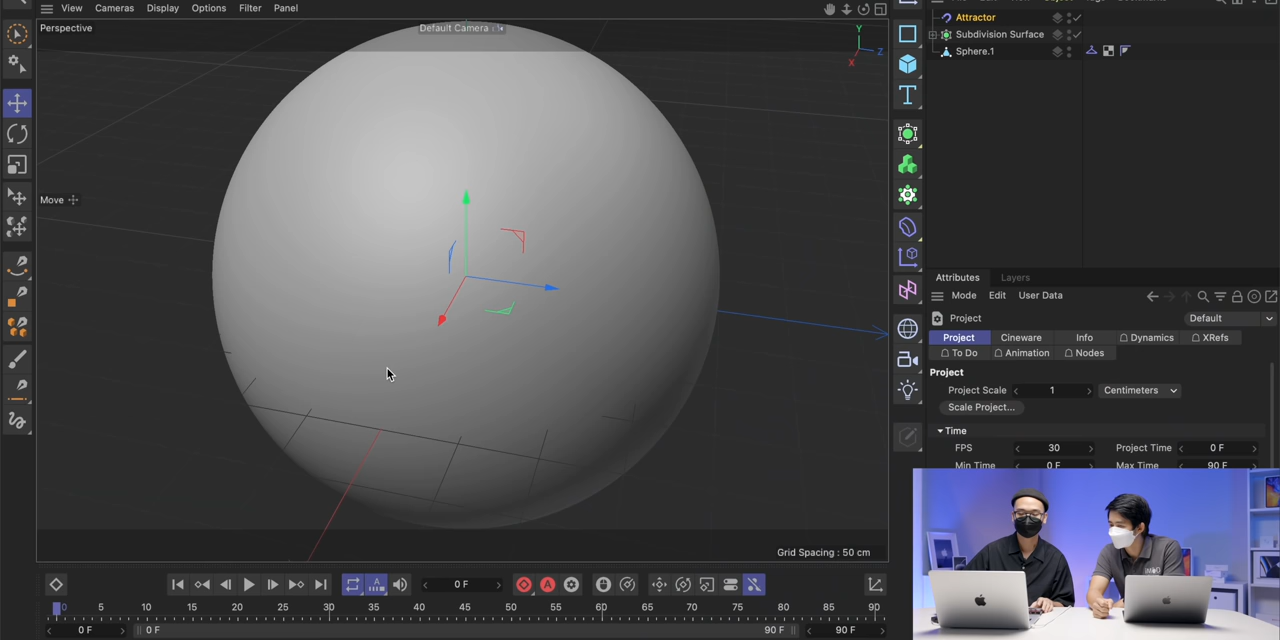 View Cameras Display Options Filter Panel
Perspective
Default Camera
Y
Z
X
Move
Grid Spacing : 50 cm
T
Attractor
Subdivision Surface
Sphere.1
Attributes Layers
Mode Edit User Data
Project
Default
Project Cineware Info Dynamics XRefs
To Do Animation Nodes
Project
Project Scale 1 Centimeters
Scale Project...
Time
FPS 30 Project Time 0 F
Min Time 0 F Max Time 90 F
A
A
0 F
0 5 10 15 20 25 30 35 40 45 50 55 60 65 70 75 80 85 90
0 F 0 F 90 F 90 F